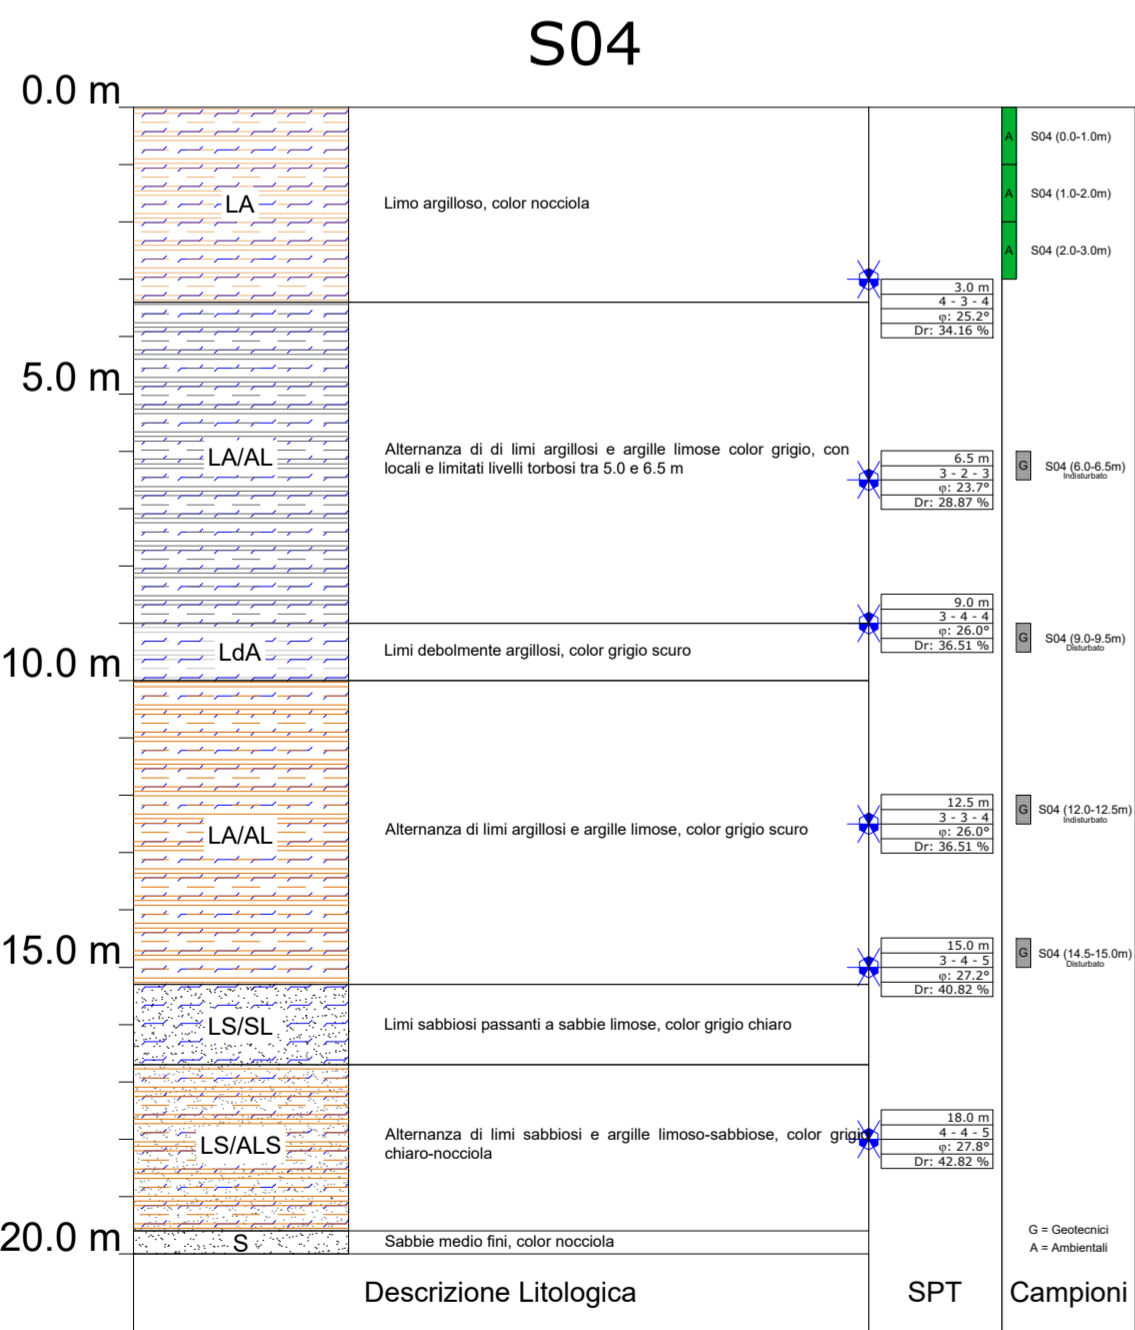 S04
0.0 m
5.0 m
10.0 m
15.0 m
20.0 m
LA
Limo argilloso, color nocciola
LA/AL
Alternanza di di limi argillosi e argille limose color grigio, con
locali e limitati livelli torbosi tra 5.0 e 6.5 m
LdA
Limi debolmente argillosi, color grigio scuro
LA/AL
Alternanza di limi argillosi e argille limose, color grigio scuro
LS/SL
Limi sabbiosi passanti a sabbie limose, color grigio chiaro
LS/ALS
Alternanza di limi sabbiosi e argille limoso-sabbiose, color grigio
chiaro-nocciola
S
Sabbie medio fini, color nocciola
3.0 m
4 - 3 - 4
φ: 25.2°
Dr: 34.16 %
6.5 m
3 - 2 - 3
φ: 23.7°
Dr: 28.87 %
9.0 m
3 - 4 - 4
φ: 26.0°
Dr: 36.51 %
12.5 m
3 - 3 - 4
φ: 26.0°
Dr: 36.51 %
15.0 m
3 - 4 - 5
φ: 27.2°
Dr: 40.82 %
18.0 m
4 - 4 - 5
φ: 27.8°
Dr: 42.82 %
A S04 (0.0-1.0m)
A S04 (1.0-2.0m)
A S04 (2.0-3.0m)
G S04 (6.0-6.5m)
Indisturbato
G S04 (9.0-9.5m)
Disturbato
G S04 (12.0-12.5m)
Indisturbato
G S04 (14.5-15.0m)
Disturbato
G = Geotecnici
A = Ambientali
Descrizione Litologica
SPT
Campioni